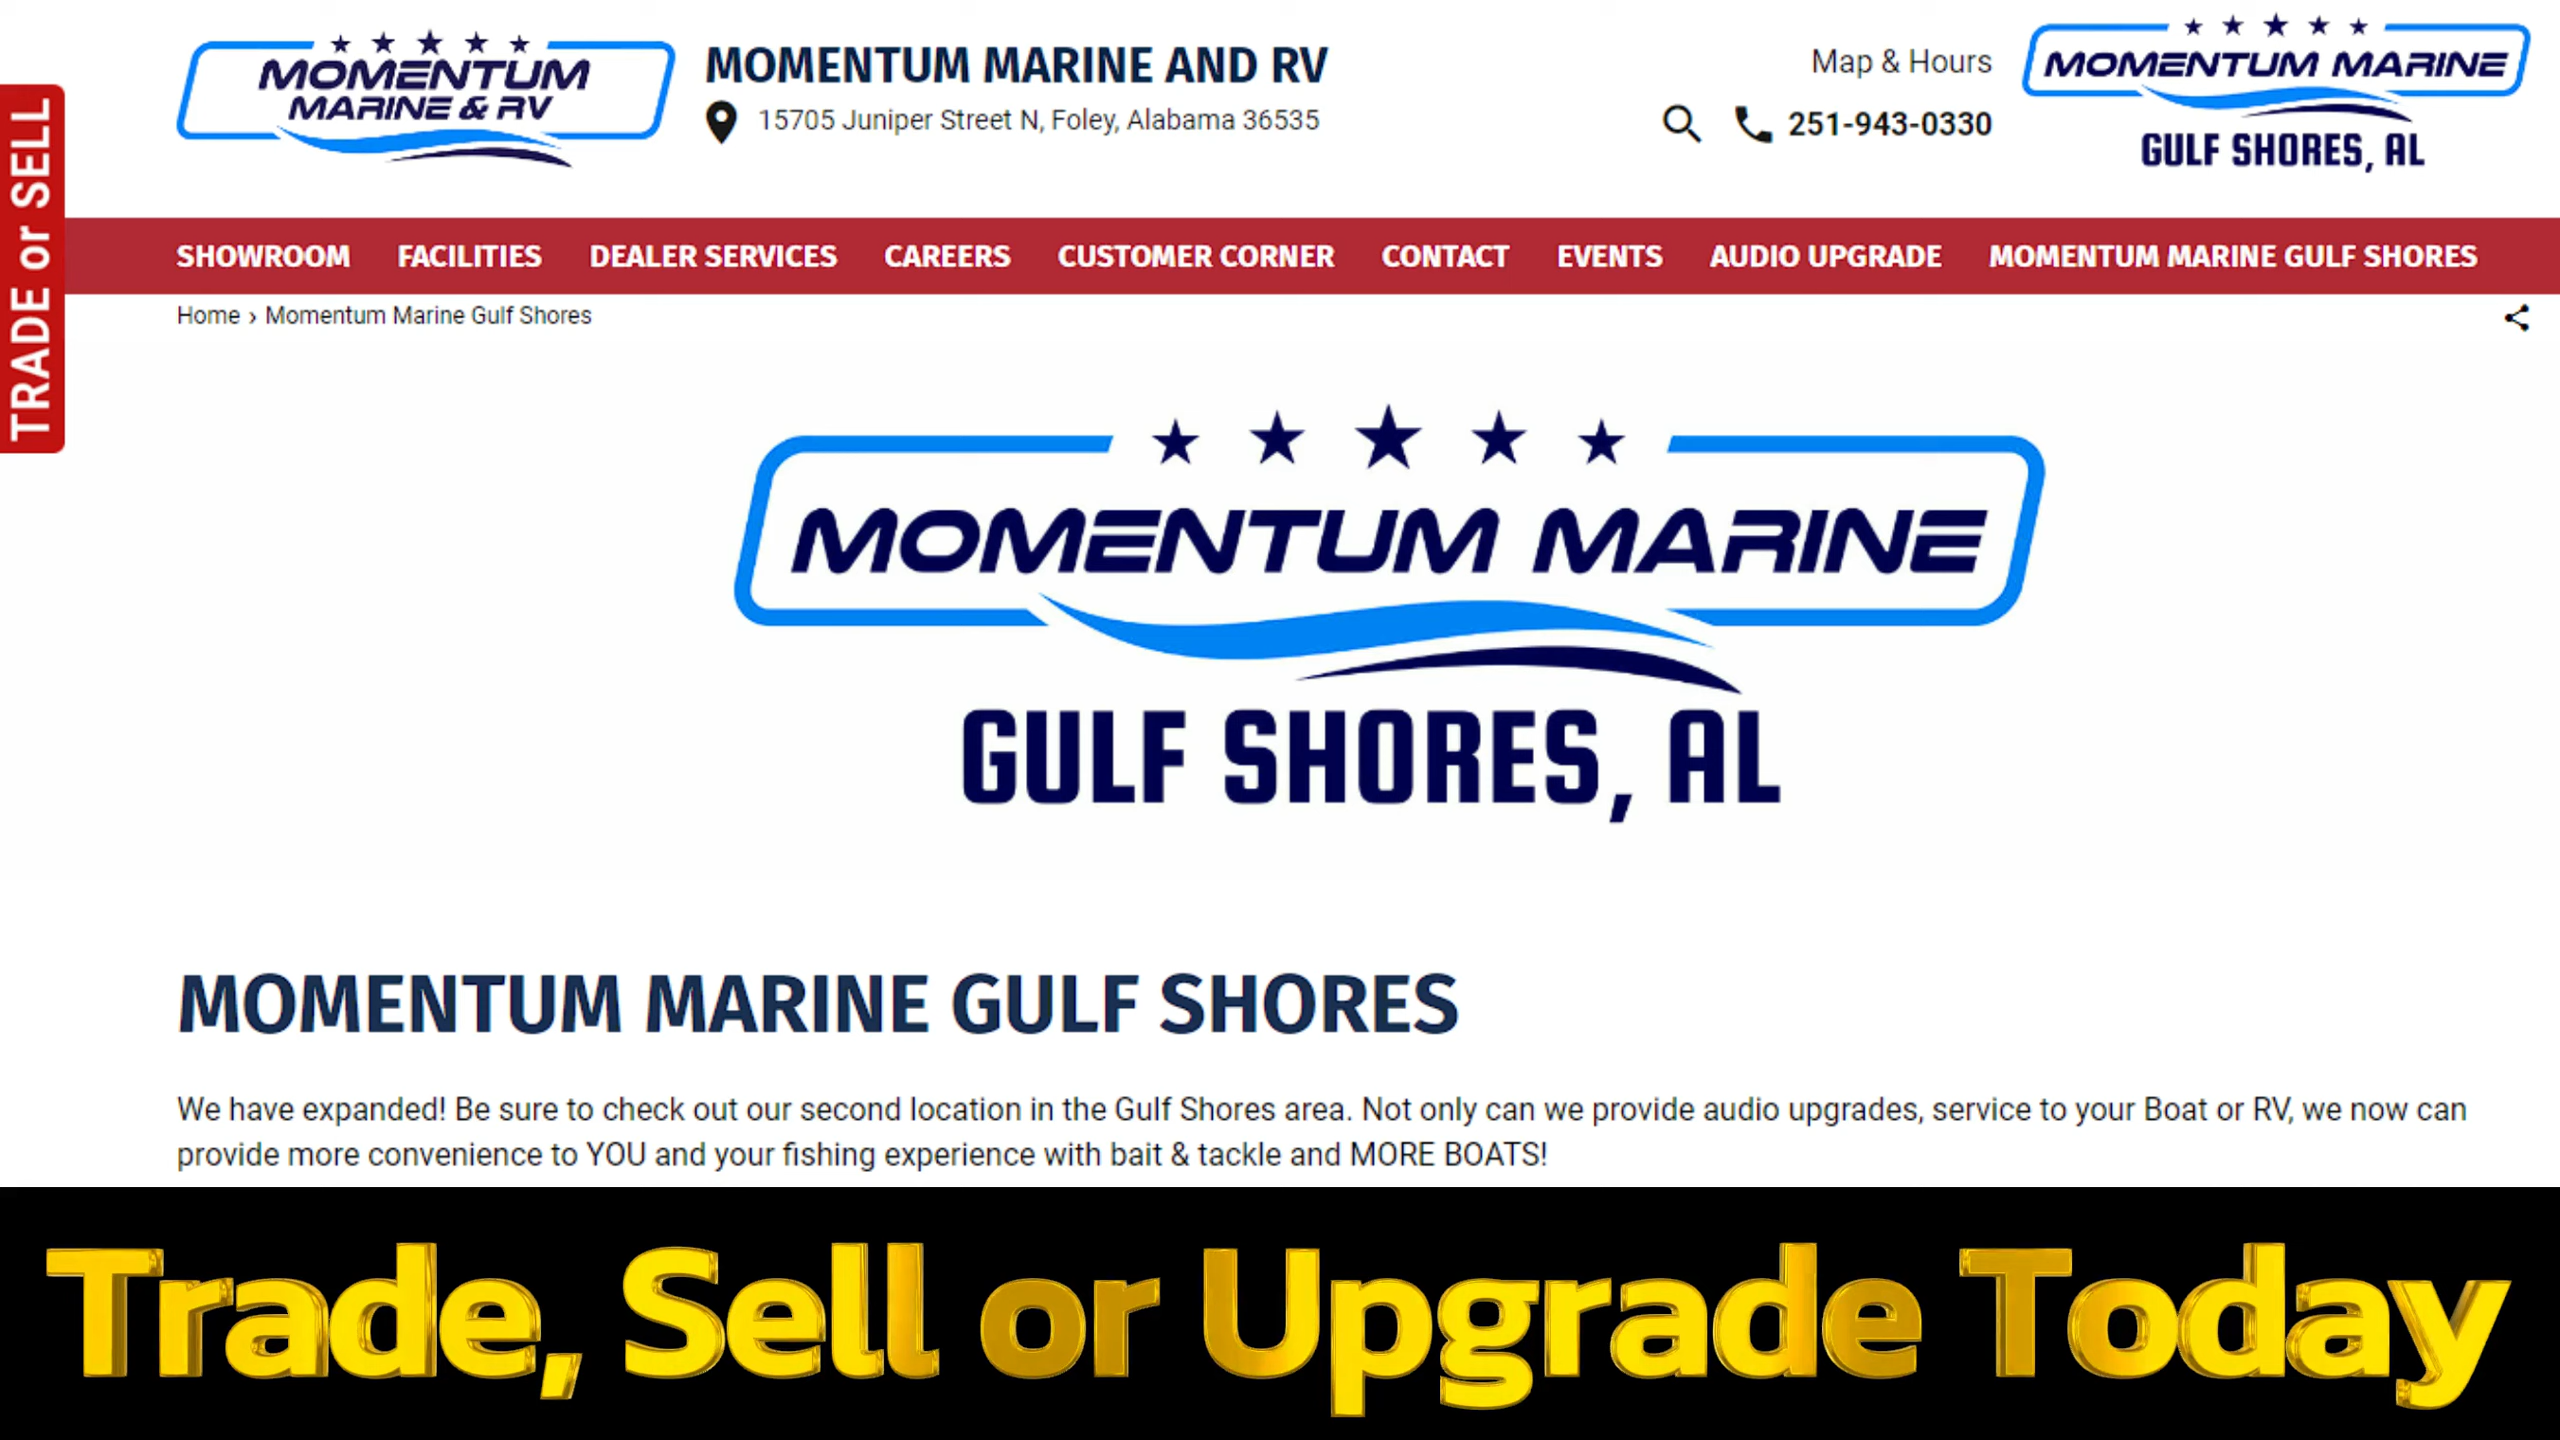 MOMENTUM
MARINE & RV
MOMENTUM MARINE AND RV
15705 Juniper Street N, Foley, Alabama 36535
Map & Hours
251-943-0330
MOMENTUM MARINE
GULF SHORES, AL
TRADE or SELL
SHOWROOM FACILITIES DEALER SERVICES CAREERS CUSTOMER CORNER CONTACT EVENTS AUDIO UPGRADE MOMENTUM MARINE GULF SHORES
Home › Momentum Marine Gulf Shores
MOMENTUM MARINE
GULF SHORES, AL
MOMENTUM MARINE GULF SHORES
We have expanded! Be sure to check out our second location in the Gulf Shores area. Not only can we provide audio upgrades, service to your Boat or RV, we now can
provide more convenience to YOU and your fishing experience with bait & tackle and MORE BOATS!
Trade, Sell or Upgrade Today